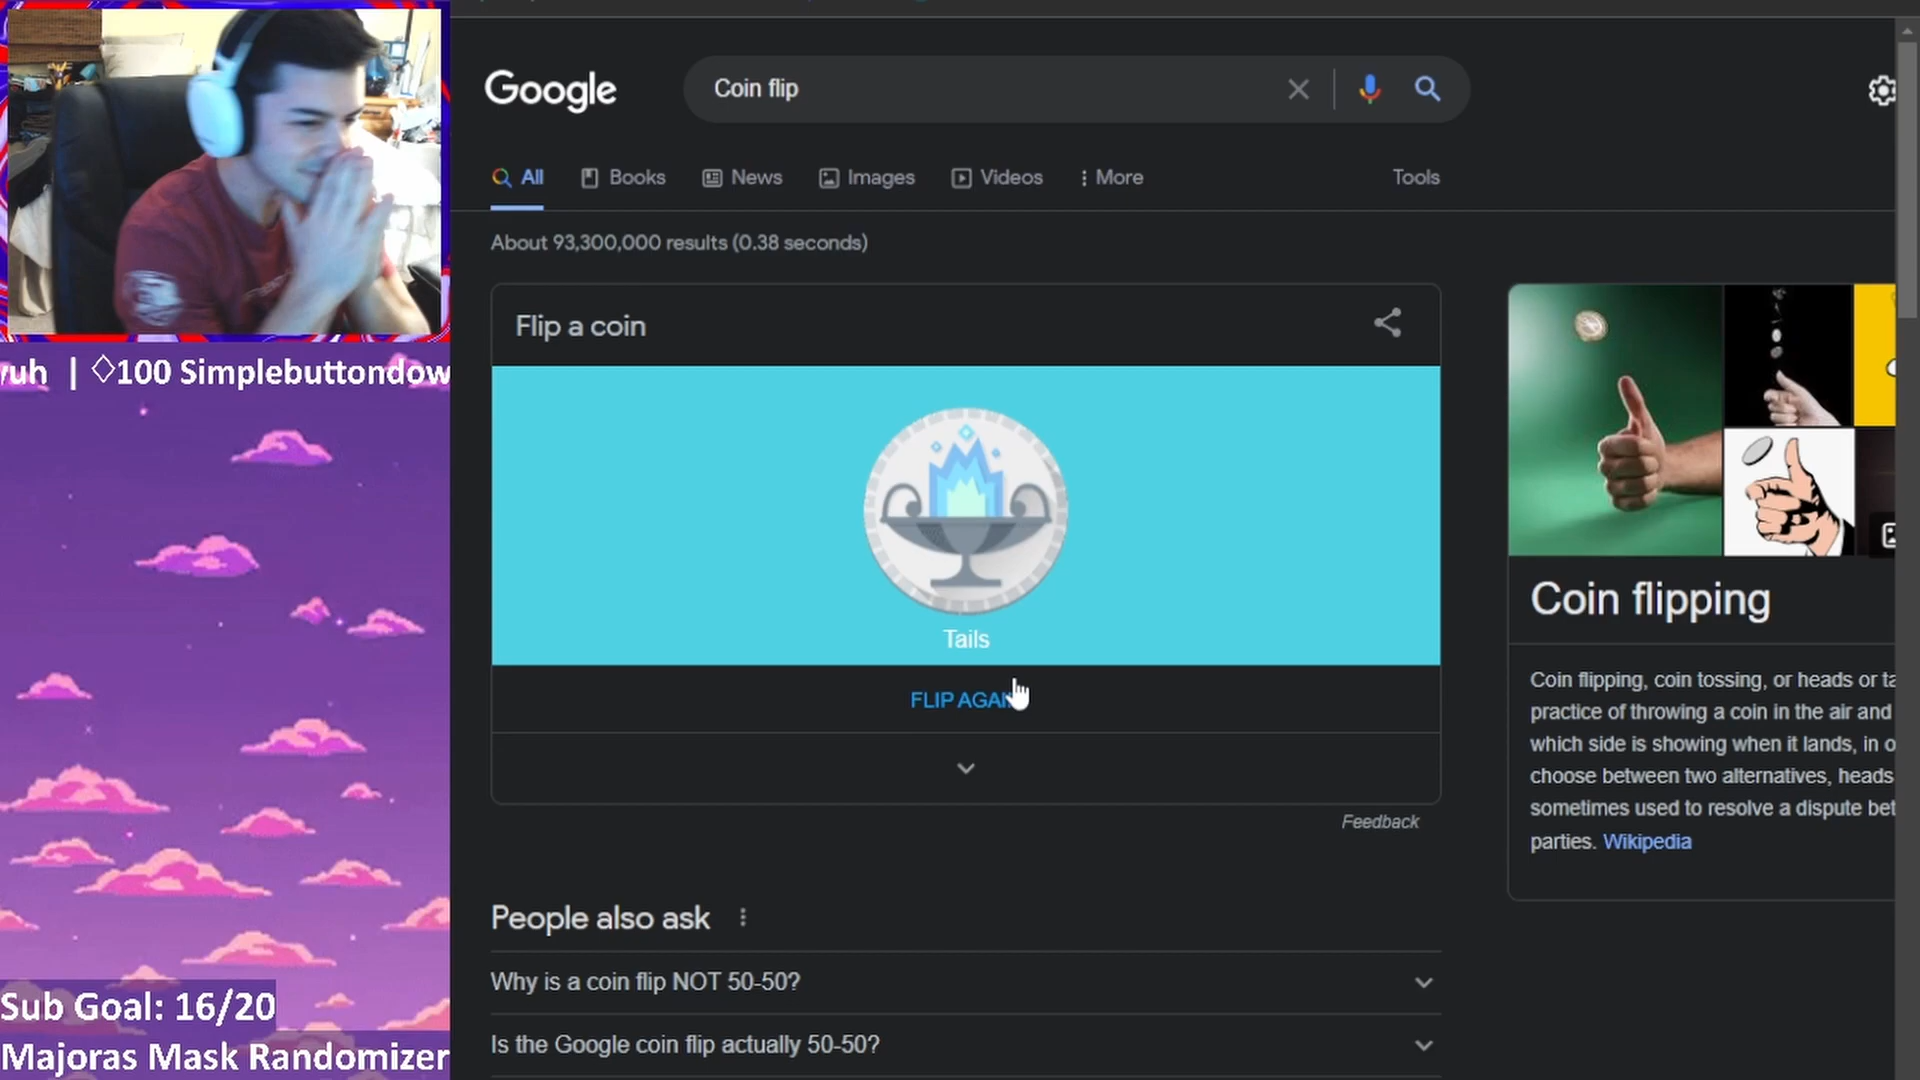 Google
Coin flip
All
Books
News
Images
Videos
More
Tools
About 93,300,000 results (0.38 seconds)
Flip a coin
Tails
FLIP AGAI
Feedback
People also ask
Why is a coin flip NOT 50-50?
Is the Google coin flip actually 50-50?
Coin flipping
Coin flipping, coin tossing, or heads or ta
practice of throwing a coin in the air and
which side is showing when it lands, in o
choose between two alternatives, heads
sometimes used to resolve a dispute bet
parties. Wikipedia
yuh | ♢100 Simplebuttondow
Sub Goal: 16/20
Majoras Mask Randomizer